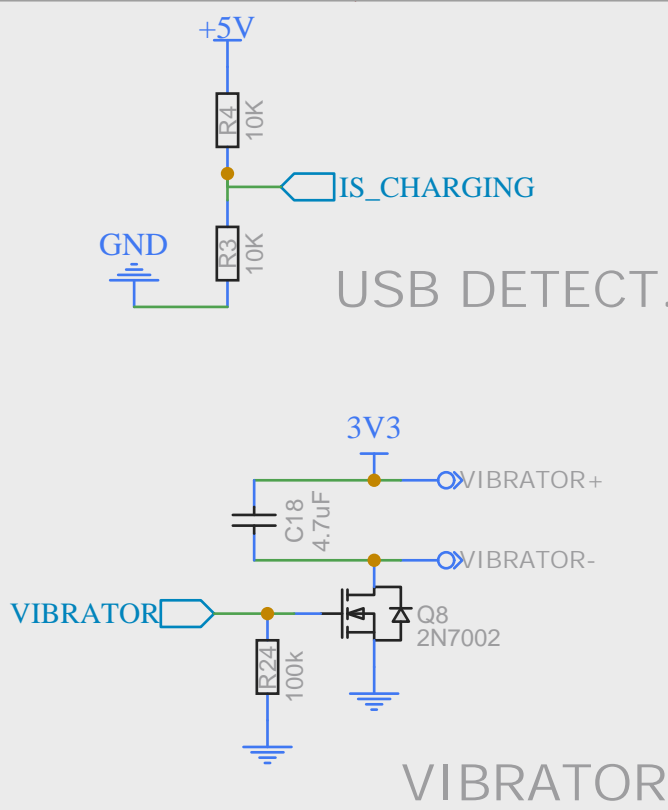 +5V
R4
10K
IS_CHARGING
GND
R3
10K
USB DETECT.
3V3
VIBRATOR+
C18
4.7uF
VIBRATOR-
VIBRATOR
Q8
2N7002
R24
100k
VIBRATOR